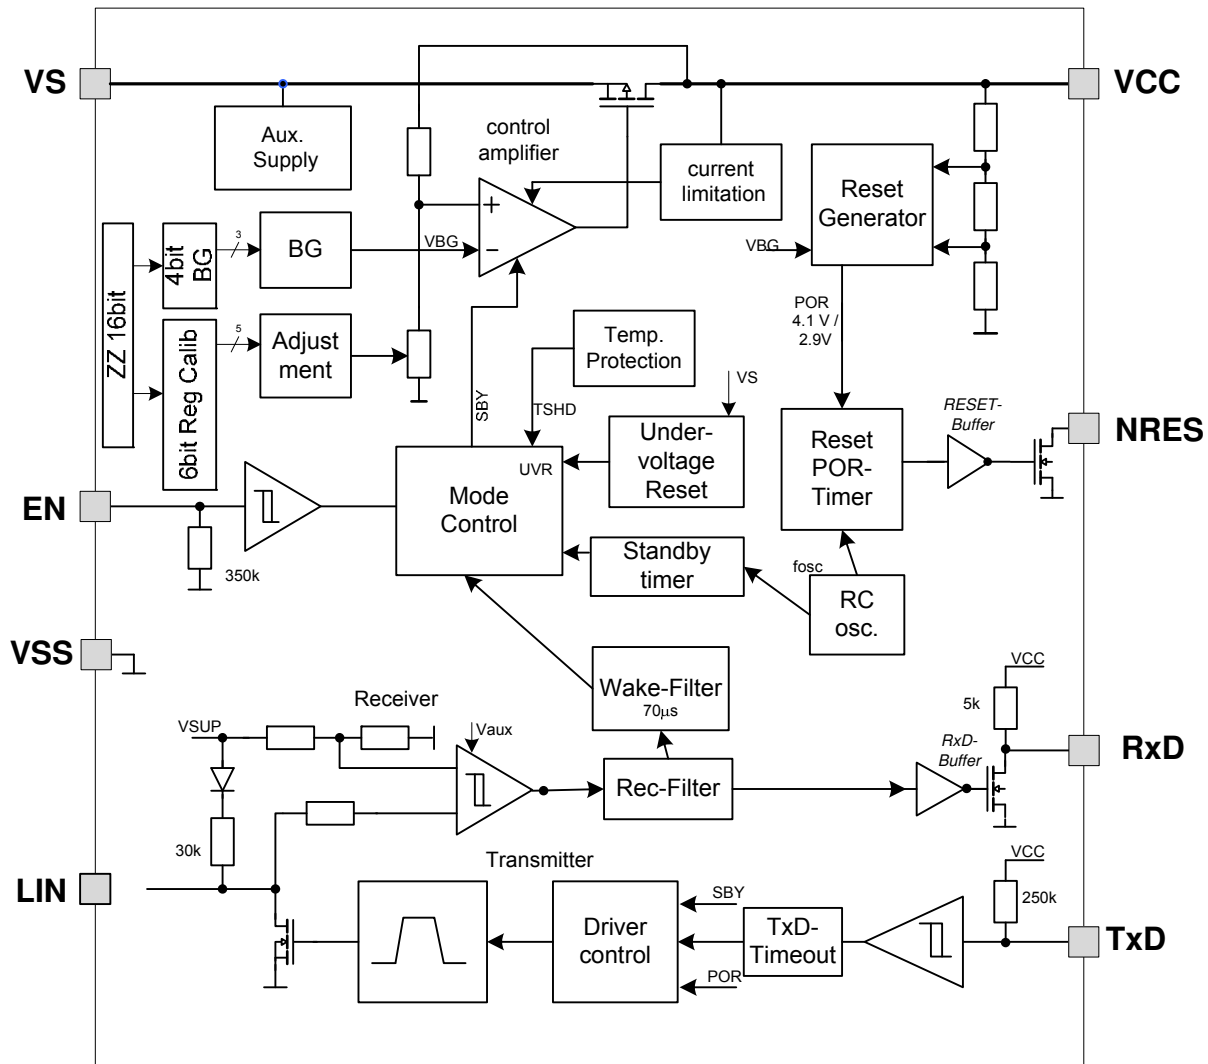 VS
VCC
Aux.
Supply
control
amplifier
current
limitation
Reset
Generator
+
−
VBG
VBG
ZZ 16bit
4bit
BG
3
BG
6bit Reg Calib
5
Adjust
ment
POR
4.1 V /
2.9V
Temp.
Protection
SBY
TSHD
VS
UVR
Under-
voltage
Reset
Mode
Control
Reset
POR-
Timer
RESET-
Buffer
NRES
EN
350k
Standby
timer
fosc
RC
osc.
VSS
Wake-Filter
70µs
Receiver
VSUP
Vaux
VCC
5k
RxD-
Buffer
RxD
Rec-Filter
30k
LIN
Transmitter
Driver
control
SBY
POR
TxD-
Timeout
VCC
250k
TxD